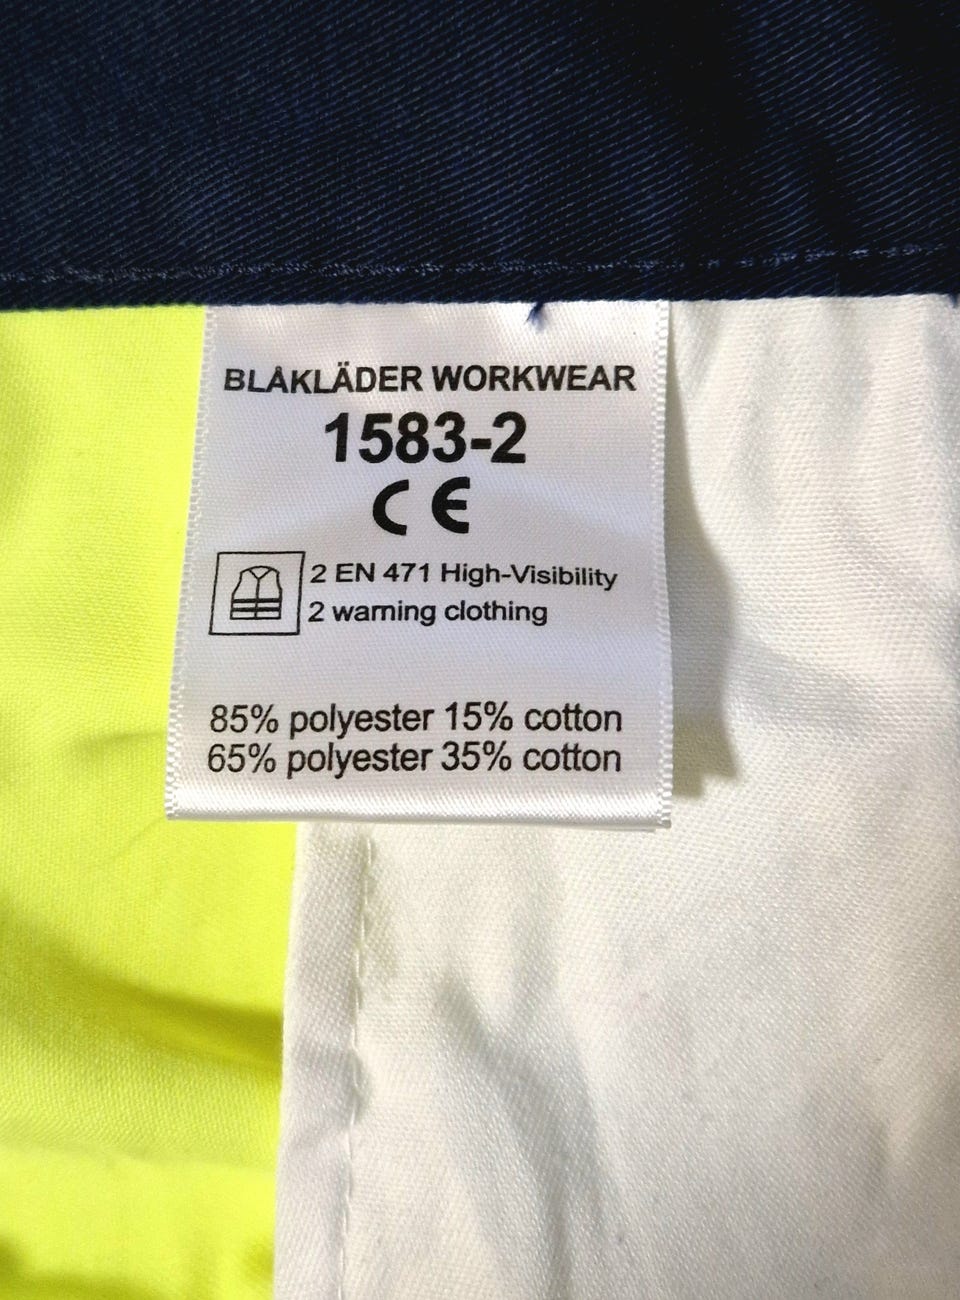 BLÅKLÄDER WORKWEAR
1583-2
CE
2 EN 471 High-Visibility
2 warning clothing
85% polyester 15% cotton
65% polyester 35% cotton